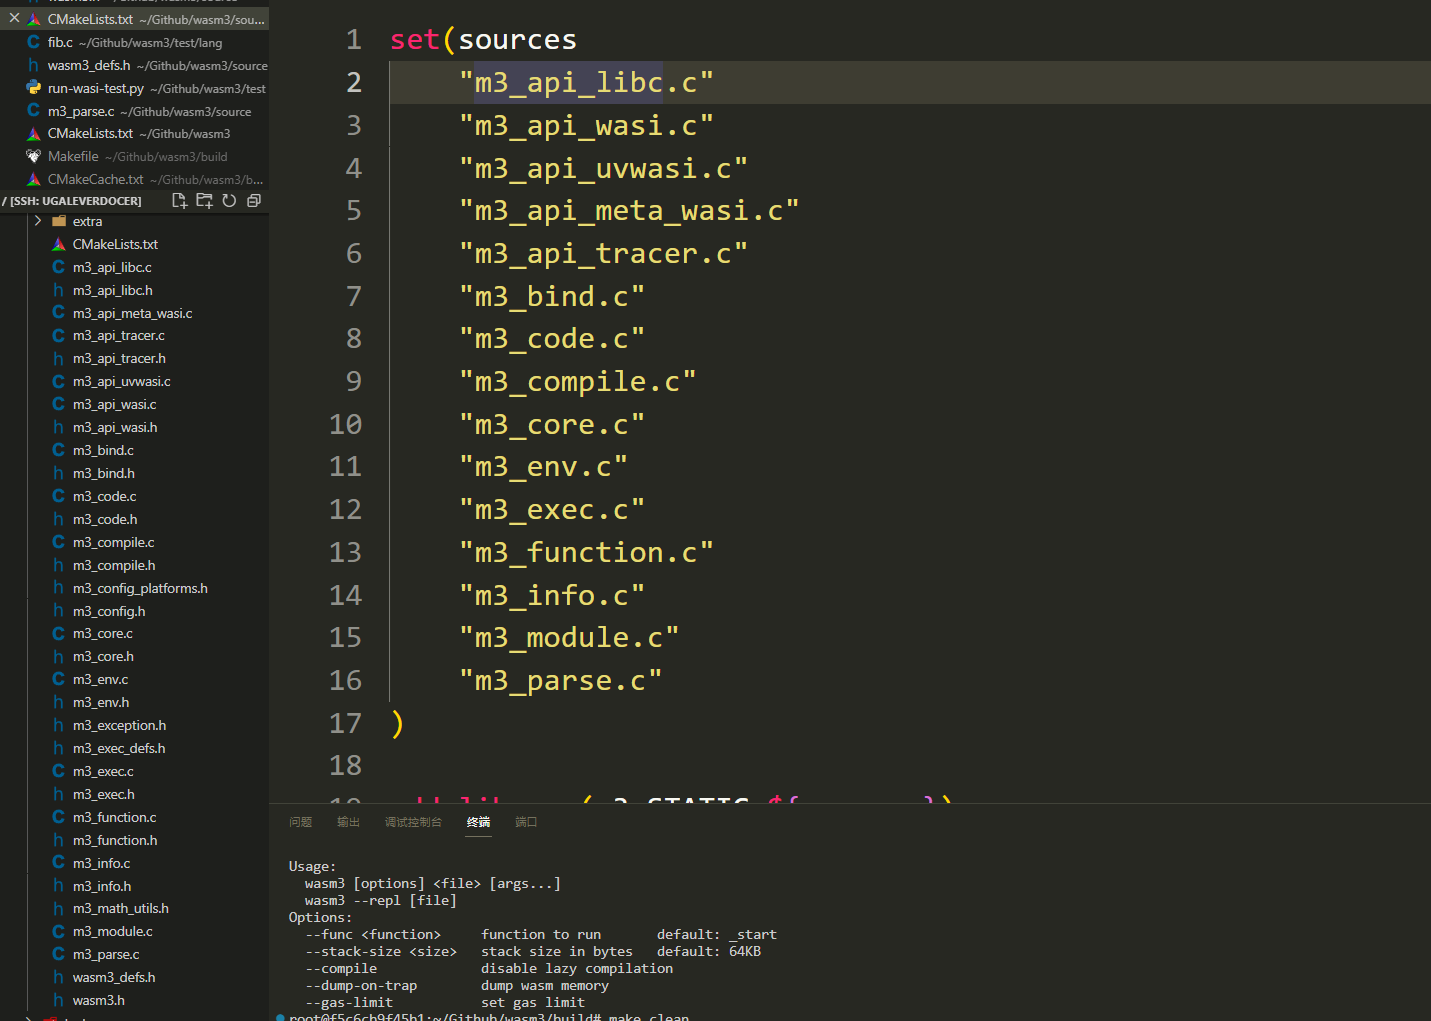 CMakeLists.txt ~/Github/wasm3/sou...
fib.c ~/Github/wasm3/test/lang
wasm3_defs.h ~/Github/wasm3/source
run-wasi-test.py ~/Github/wasm3/test
m3_parse.c ~/Github/wasm3/source
CMakeLists.txt ~/Github/wasm3
Makefile ~/Github/wasm3/build
CMakeCache.txt ~/Github/wasm3/b...
/ [SSH: UGALEVERDOCER]
extra
CMakeLists.txt
m3_api_libc.c
m3_api_libc.h
m3_api_meta_wasi.c
m3_api_tracer.c
m3_api_tracer.h
m3_api_uvwasi.c
m3_api_wasi.c
m3_api_wasi.h
m3_bind.c
m3_bind.h
m3_code.c
m3_code.h
m3_compile.c
m3_compile.h
m3_config_platforms.h
m3_config.h
m3_core.c
m3_core.h
m3_env.c
m3_env.h
m3_exception.h
m3_exec_defs.h
m3_exec.c
m3_exec.h
m3_function.c
m3_function.h
m3_info.c
m3_info.h
m3_math_utils.h
m3_module.c
m3_parse.c
wasm3_defs.h
wasm3.h
1 set(sources
2 "m3_api_libc.c"
3 "m3_api_wasi.c"
4 "m3_api_uvwasi.c"
5 "m3_api_meta_wasi.c"
6 "m3_api_tracer.c"
7 "m3_bind.c"
8 "m3_code.c"
9 "m3_compile.c"
10 "m3_core.c"
11 "m3_env.c"
12 "m3_exec.c"
13 "m3_function.c"
14 "m3_info.c"
15 "m3_module.c"
16 "m3_parse.c"
17 )
18
问题 输出 调试控制台 终端 端口
Usage:
wasm3 [options] <file> [args...]
wasm3 --repl [file]
Options:
--func <function> function to run default: _start
--stack-size <size> stack size in bytes default: 64KB
--compile disable lazy compilation
--dump-on-trap dump wasm memory
--gas-limit set gas limit
root@f5c6cb9f45b1:~/Github/wasm3/build# make clean